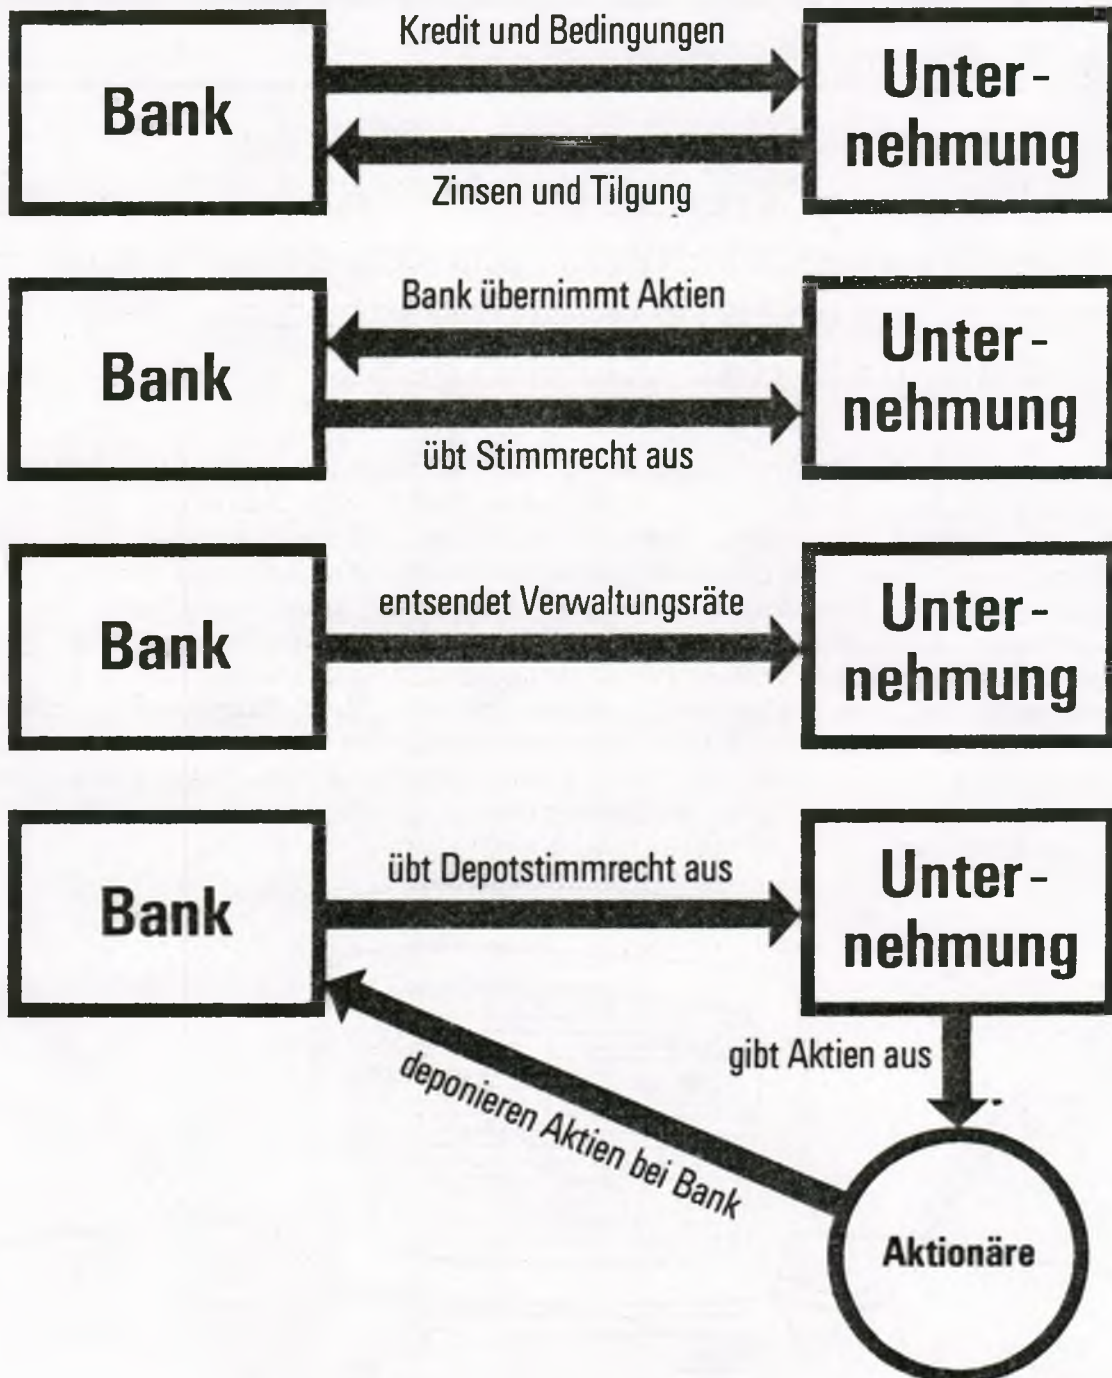 Kredit und Bedingungen
Bank
Unter-
nehmung
Zinsen und Tilgung
Bank übernimmt Aktien
Bank
Unter-
nehmung
übt Stimmrecht aus
entsendet Verwaltungsräte
Bank
Unter-
nehmung
übt Depotstimmrecht aus
Bank
Unter-
nehmung
gibt Aktien aus
deponieren Aktien bei Bank
Aktionäre